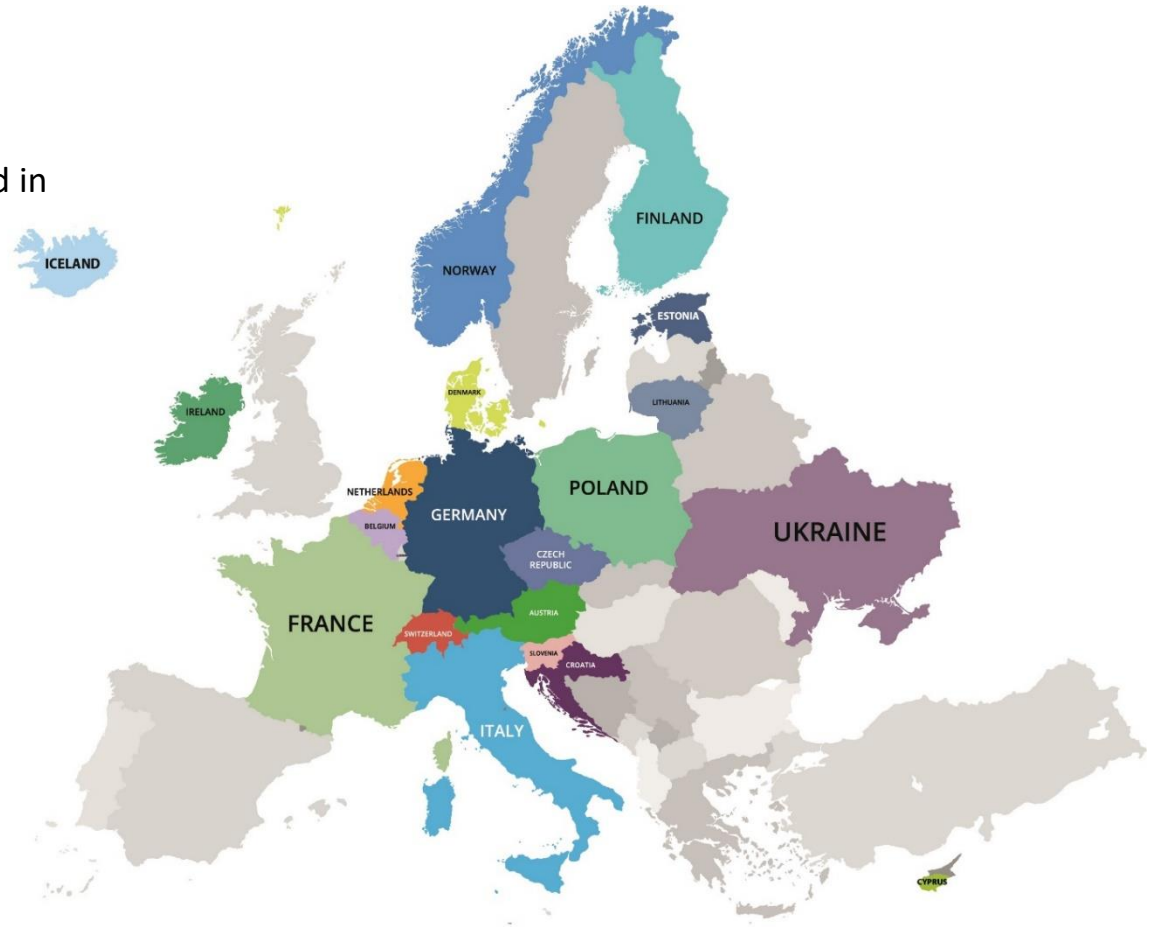 d in
ICELAND
FINLAND
NORWAY
ESTONIA
DENMARK
LITHUANIA
IRELAND
NETHERLANDS
POLAND
GERMANY
BELGIUM
UKRAINE
CZECH
REPUBLIC
AUSTRIA
FRANCE
SWITZERLAND
SLOVENIA
CROATIA
ITALY
CYPRUS